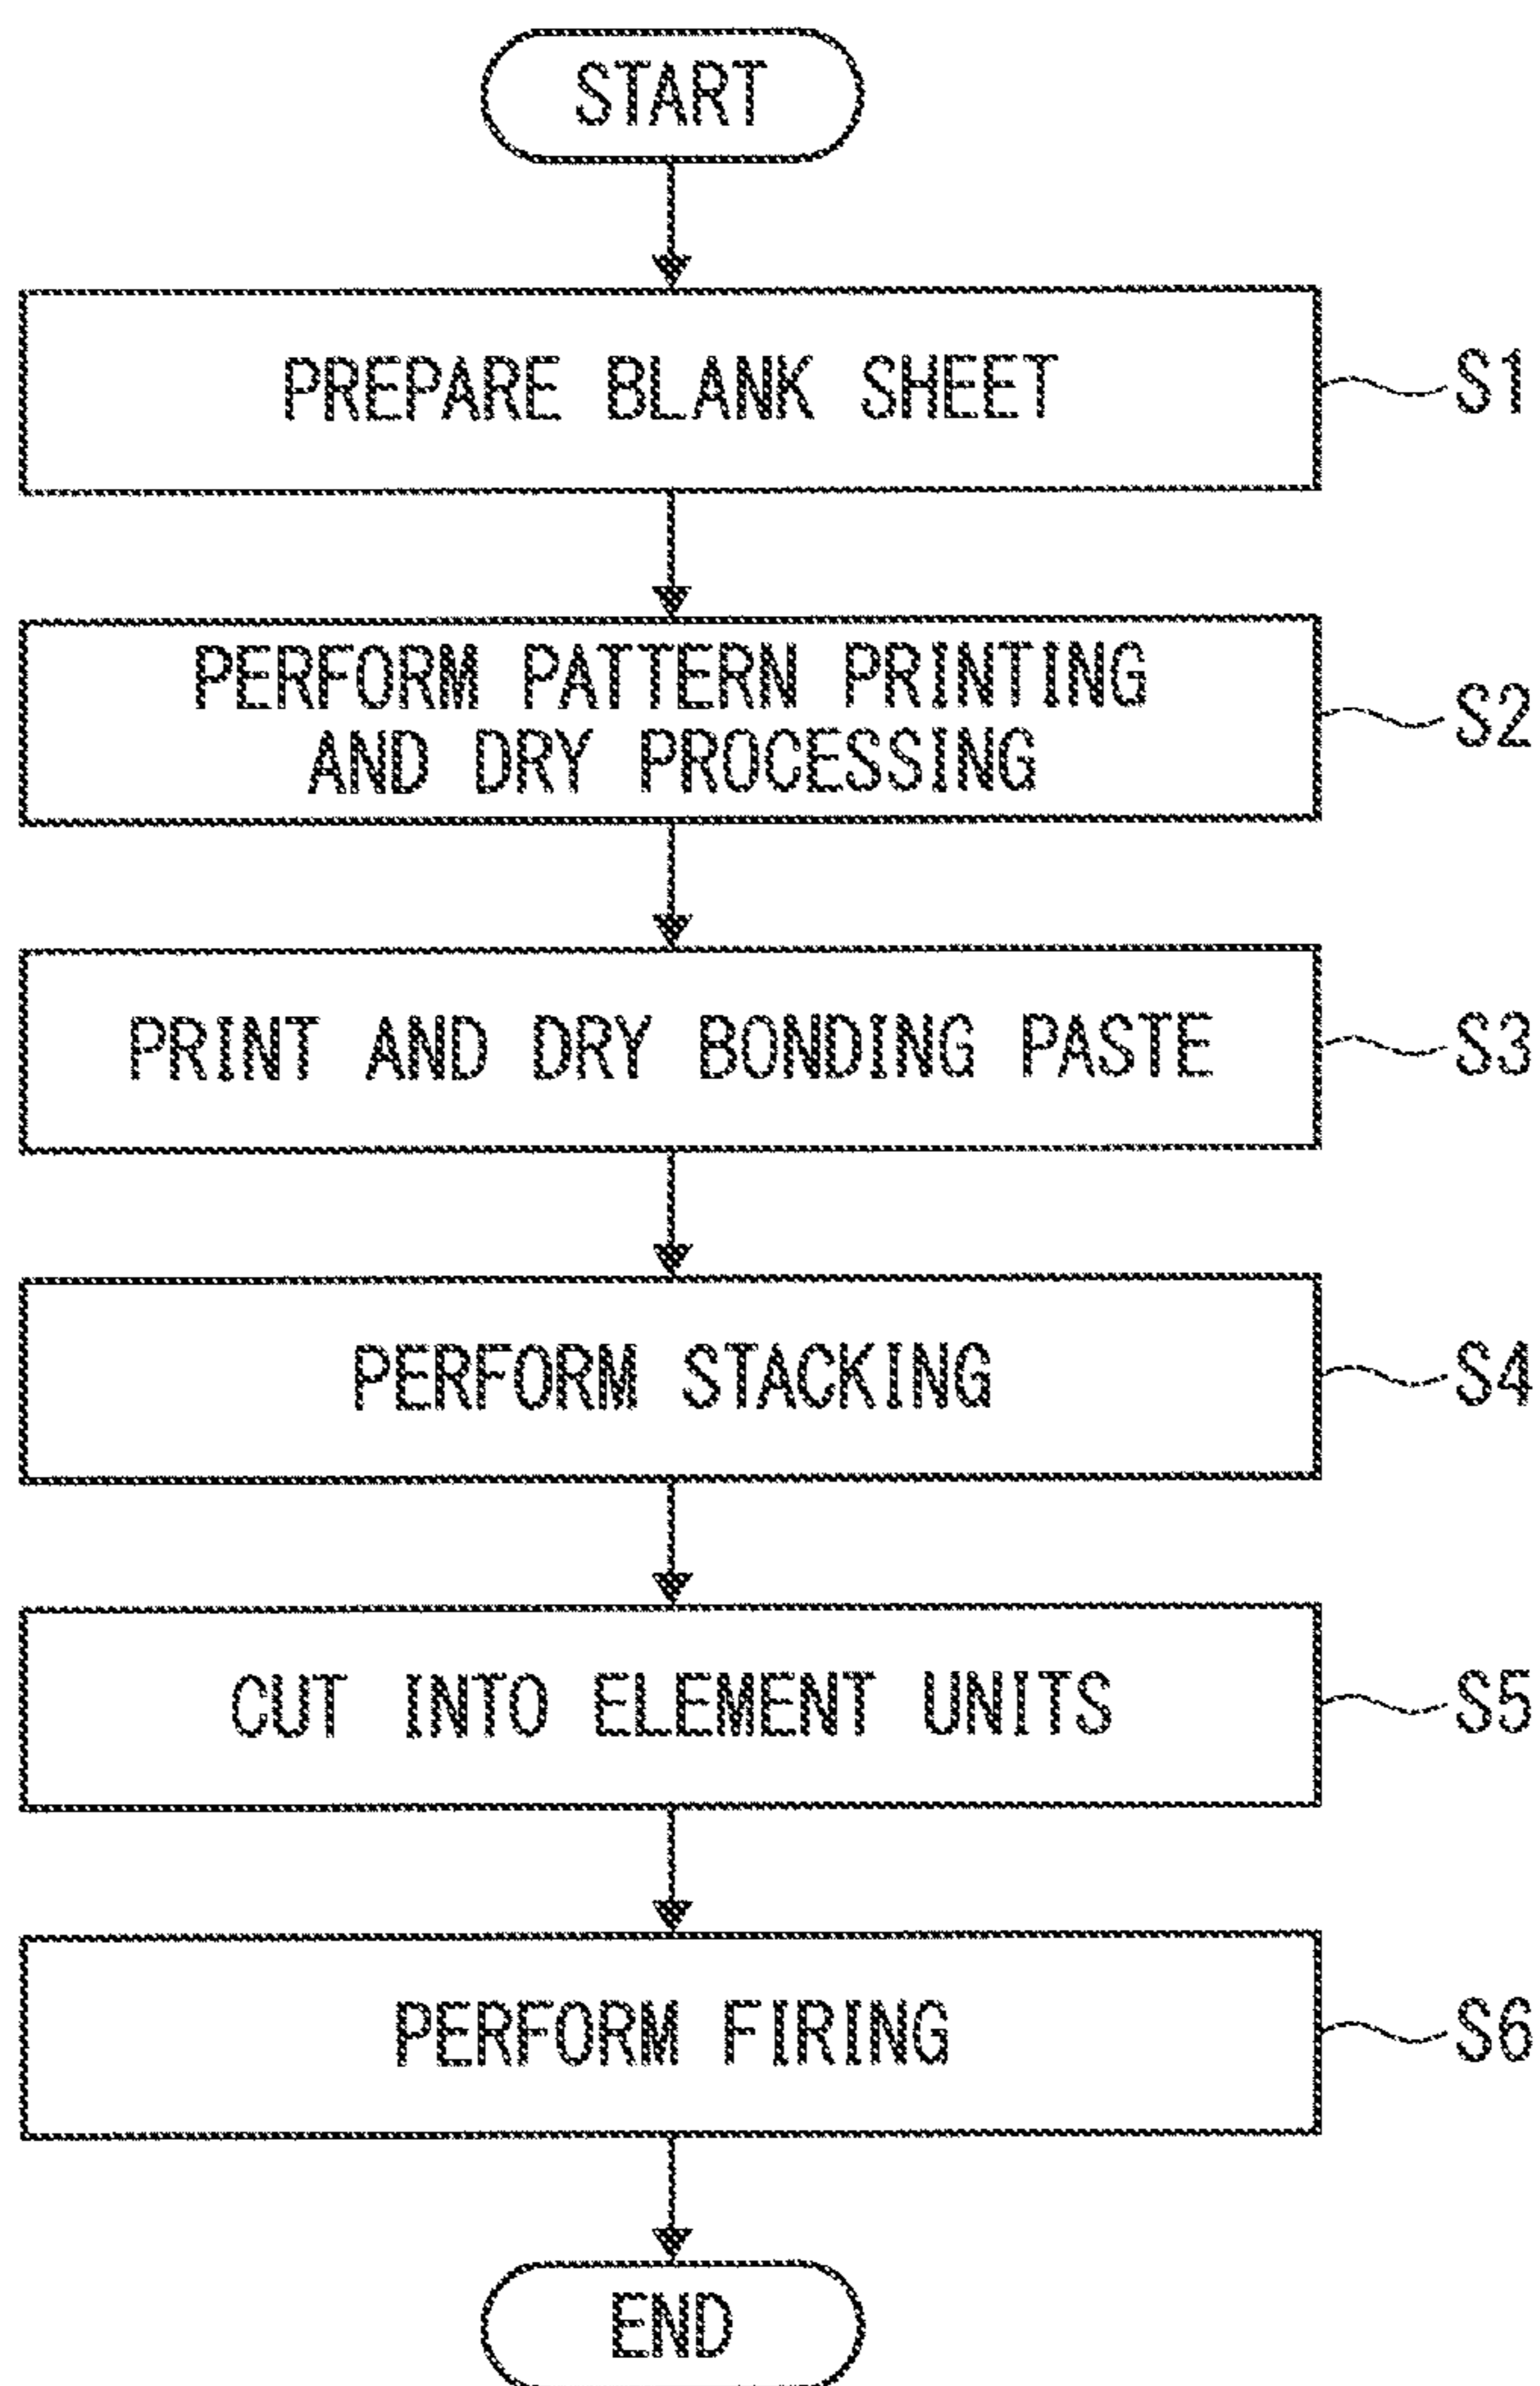 START
PREPARE BLANK SHEET
S1
PERFORM PATTERN PRINTING
AND DRY PROCESSING
S2
PRINT AND DRY BONDING PASTE
S3
PERFORM STACKING
S4
CUT INTO ELEMENT UNITS
S5
PERFORM FIRING
S6
END